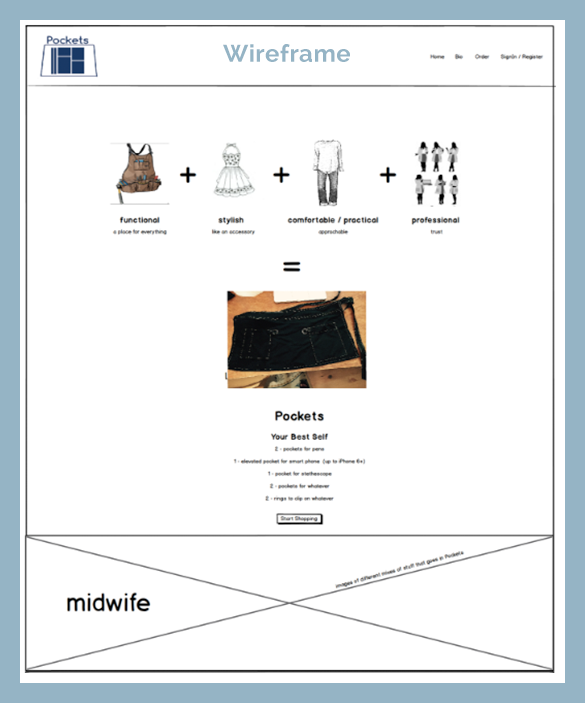 Pockets
Wireframe
Home Bio Order SignIn / Register
functional
a place for everything
stylish
like an accessory
comfortable / practical
approchable
professional
trust
Pockets
Your Best Self
2 - pockets for pens
1 - elevated pocket for smart phone (up to iPhone 6+)
1 - pocket for stethescope
2 - pockets for whatever
2 - rings to clip on whatever
Start Shopping
images of different mixes of stuff that goes in Pockets
midwife